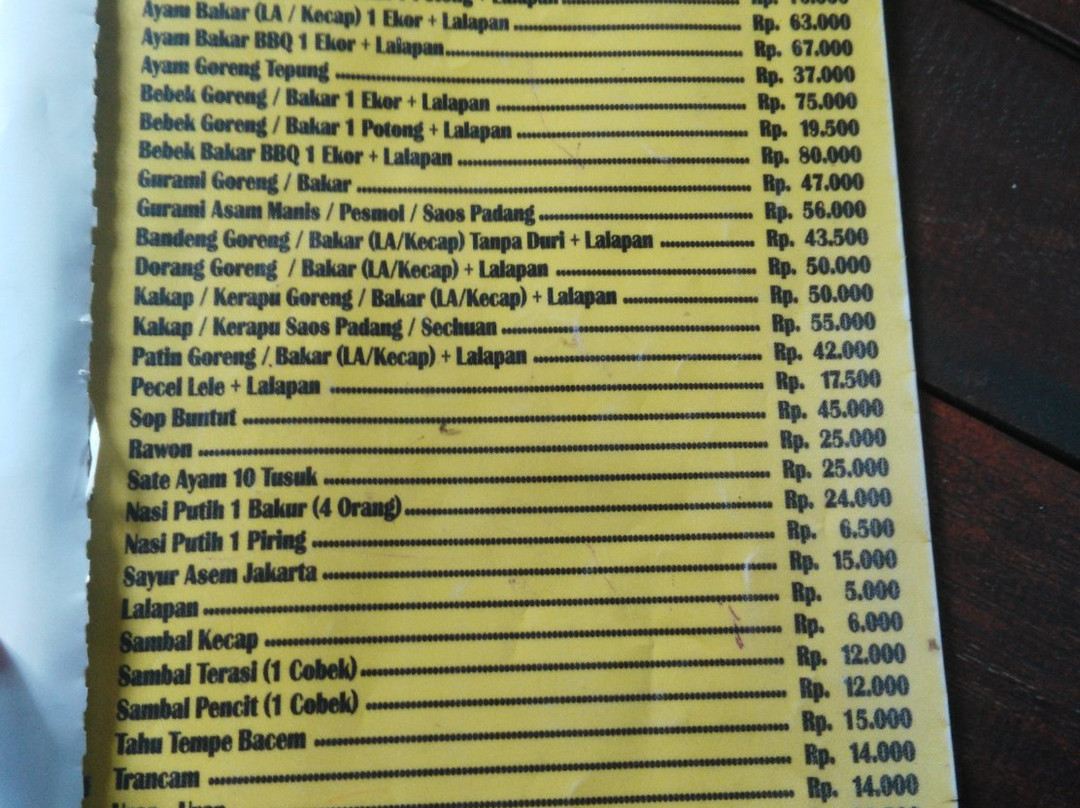 Ayam Bakar (LA / Kecap) 1 Ekor + Lalapan Rp. 63.000
Ayam Bakar BBQ 1 Ekor + Lalapan Rp. 67.000
Ayam Goreng Tepung Rp. 37.000
Bebek Goreng / Bakar 1 Ekor + Lalapan Rp. 75.000
Bebek Goreng / Bakar 1 Potong + Lalapan Rp. 19.500
Bebek Bakar BBQ 1 Ekor + Lalapan Rp. 80.000
Gurami Goreng / Bakar Rp. 47.000
Gurami Asam Manis / Pesmol / Saos Padang Rp. 56.000
Bandeng Goreng / Bakar (LA/Kecap) Tanpa Duri + Lalapan Rp. 43.500
Dorang Goreng / Bakar (LA/Kecap) + Lalapan Rp. 50.000
Kakap / Kerapu Goreng / Bakar (LA/Kecap) + Lalapan Rp. 50.000
Kakap / Kerapu Saos Padang / Sechuan Rp. 55.000
Patin Goreng / Bakar (LA/Kecap) + Lalapan Rp. 42.000
Pecel Lele + Lalapan Rp. 17.500
Sop Buntut Rp. 45.000
Rawon Rp. 25.000
Sate Ayam 10 Tusuk Rp. 25.000
Nasi Putih 1 Bakur (4 Orang) Rp. 24.000
Nasi Putih 1 Piring Rp. 6.500
Sayur Asem Jakarta Rp. 15.000
Lalapan Rp. 5.000
Sambal Kecap Rp. 6.000
Sambal Terasi (1 Cobek) Rp. 12.000
Sambal Pencit (1 Cobek) Rp. 12.000
Tahu Tempe Bacem Rp. 15.000
Trancam Rp. 14.000
Rp. 14.000